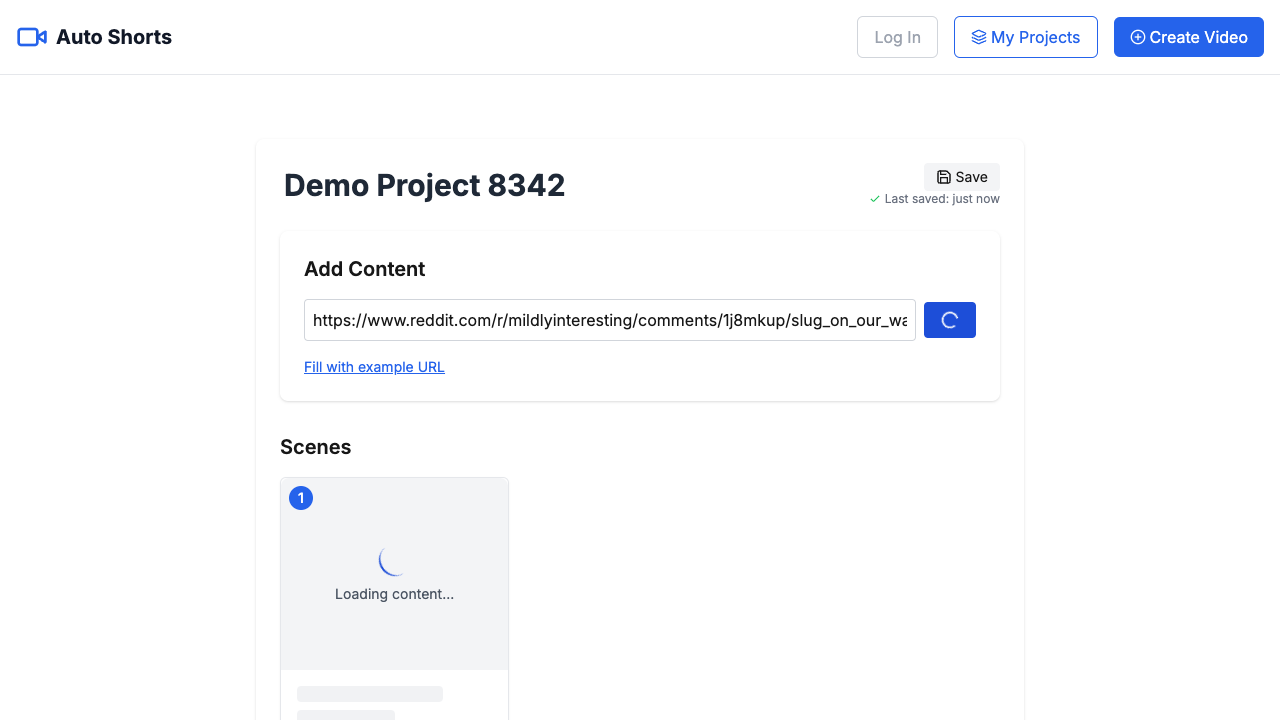 Auto Shorts
Log In
My Projects
Create Video
Demo Project 8342
Save
Last saved: just now
Add Content
https://www.reddit.com/r/mildlyinteresting/comments/1j8mkup/slug_on_our_wa
Fill with example URL
Scenes
1
Loading content...